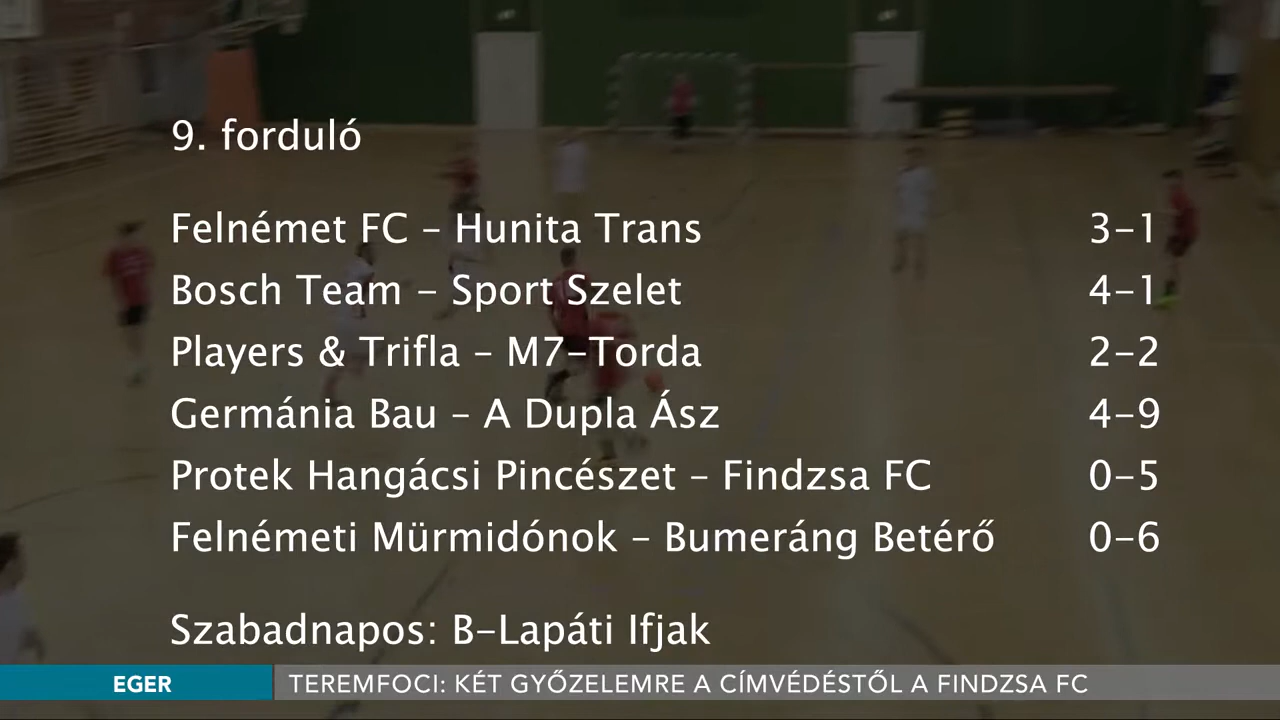 9. forduló
Felnémet FC – Hunita Trans 3–1
Bosch Team – Sport Szelet 4–1
Players & Trifla – M7–Torda 2–2
Germánia Bau – A Dupla Ász 4–9
Protek Hangácsi Pincészet – Findzsa FC 0–5
Felnémeti Mürmidónok – Bumeráng Betérő 0–6
Szabadnapos: B–Lapáti Ifjak
EGER TEREMFOCI: KÉT GYŐZELEMRE A CÍMVÉDÉSTŐL A FINDZSA FC